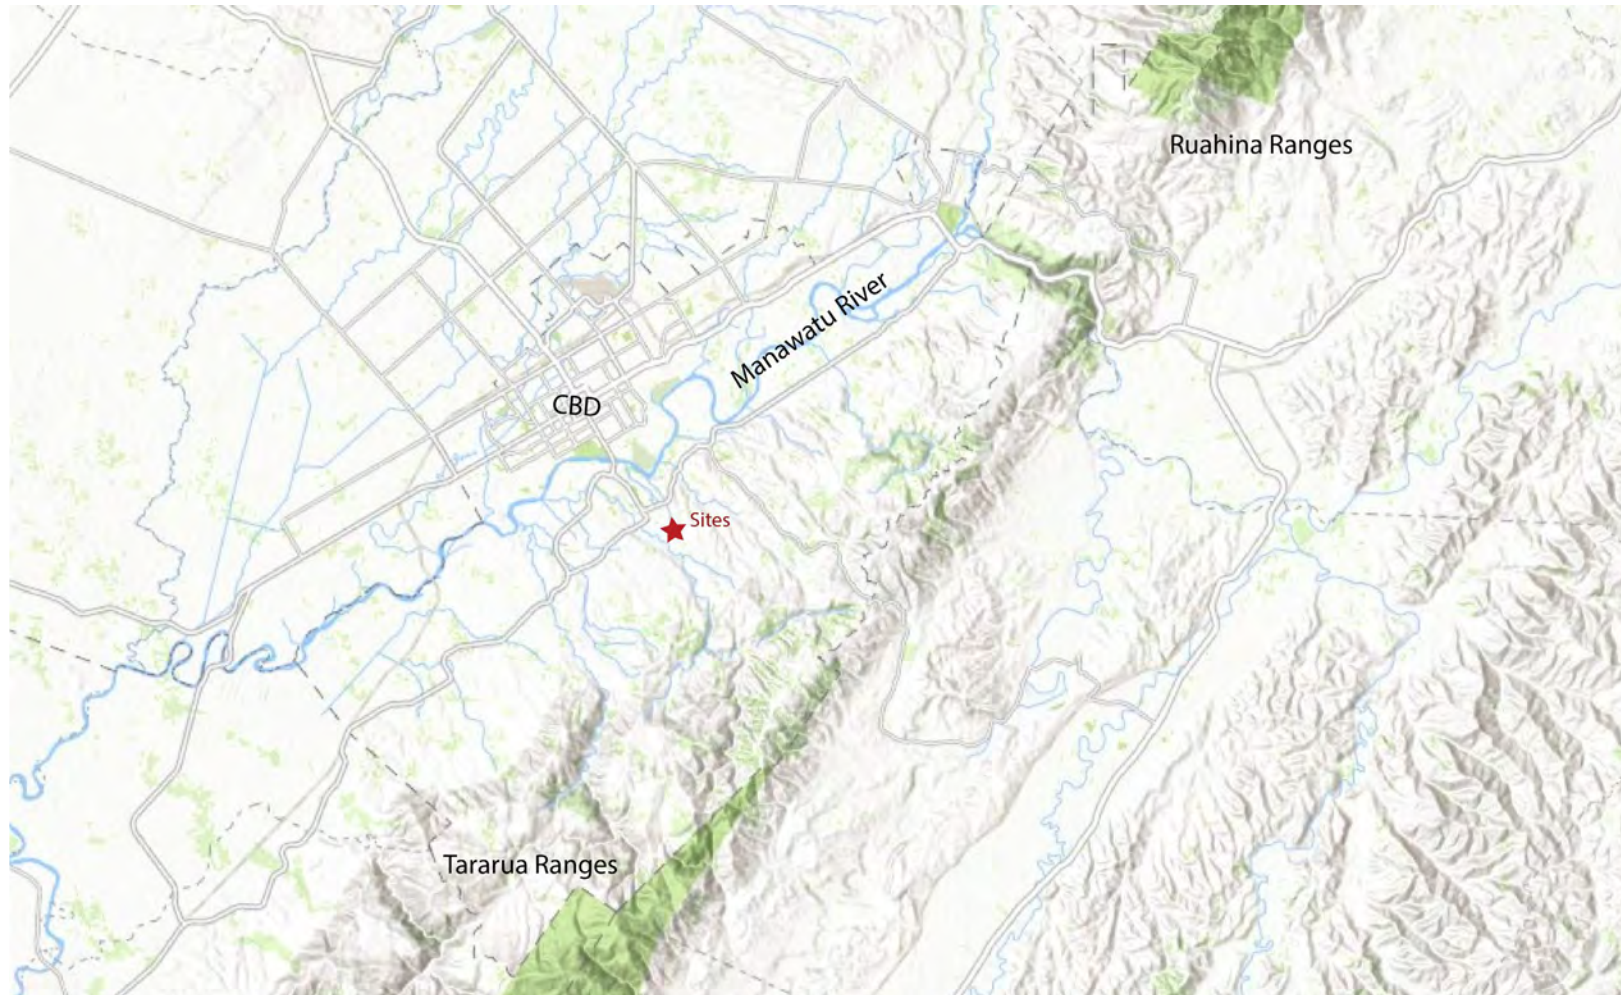 Ruahina Ranges
Manawatu River
CBD
Sites
Tararua Ranges